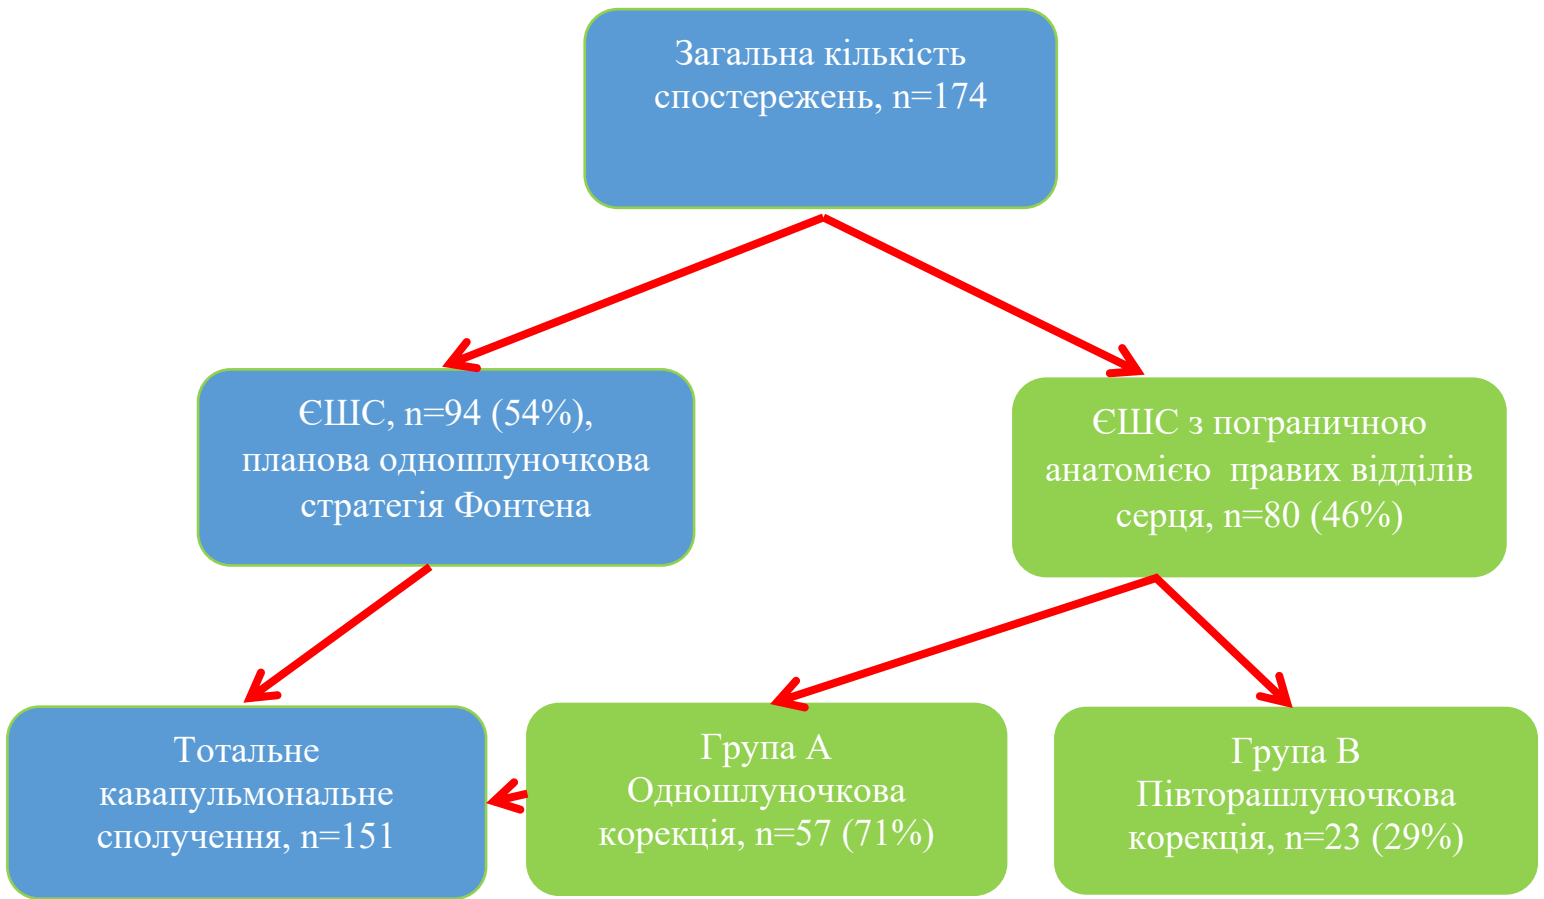 Загальна кількість
спостережень, n=174
ЄШС, n=94 (54%),
планова одношлуночкова
стратегія Фонтена
ЄШС з пограничною
анатомією  правих відділів
серця, n=80 (46%)
Тотальне
кавапульмональне
сполучення, n=151
Група А
Одношлуночкова
корекція, n=57 (71%)
Група В
Півторашлуночкова
корекція, n=23 (29%)